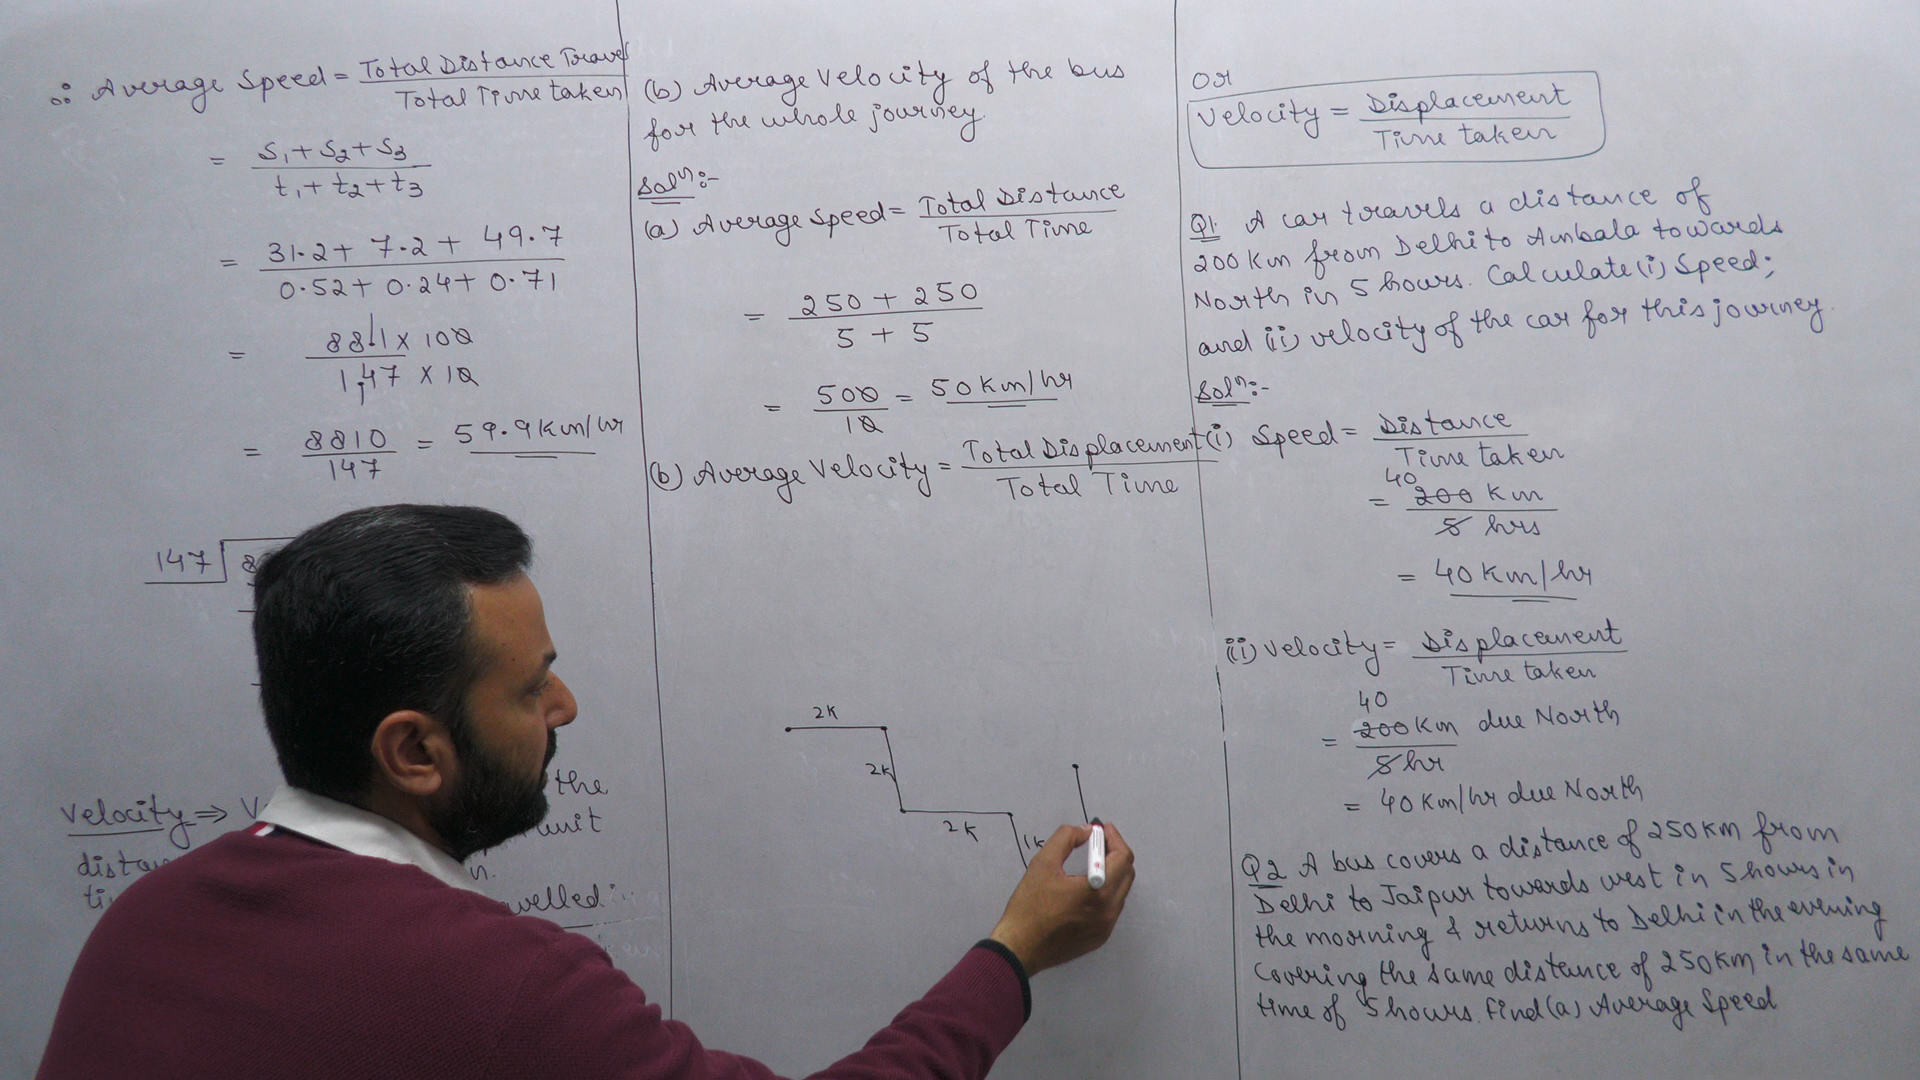 ∴ Average Speed = Total Distance Travel
Total Time taken
= S₁ + S₂ + S₃
t₁ + t₂ + t₃
= 31.2 + 7.2 + 49.7
0.52 + 0.24 + 0.71
= 88.1 x 100
1.47 x 10
= 8810 = 59.9 Km/hr
147
147
Velocity ⇒
the
unit
(b) Average Velocity of the bus
for the whole journey.
Solⁿ:-
(a) Average Speed = Total Distance
Total Time
= 250 + 250
5 + 5
= 500 = 50 Km/hr
10
(b) Average Velocity = Total Displacement
Total Time
2K
2K
2K
1K
Or
Velocity = Displacement
Time taken
Q1. A car travels a distance of
200 Km from Delhi to Ambala towards
North in 5 hours. Calculate (i) Speed;
and (ii) velocity of the car for this journey.
Solⁿ:-
(i) Speed = Distance
Time taken
40
= 200 Km
5 hrs
= 40 Km/hr
(ii) Velocity = Displacement
Time taken
40
= 200 Km due North
5 hr
= 40 Km/hr due North
Q2 A bus covers a distance of 250 KM from
Delhi to Jaipur towards west in 5 hours in
the morning & returns to Delhi in the evening
covering the same distance of 250 KM in the same
time of 5 hours. Find (a) Average Speed